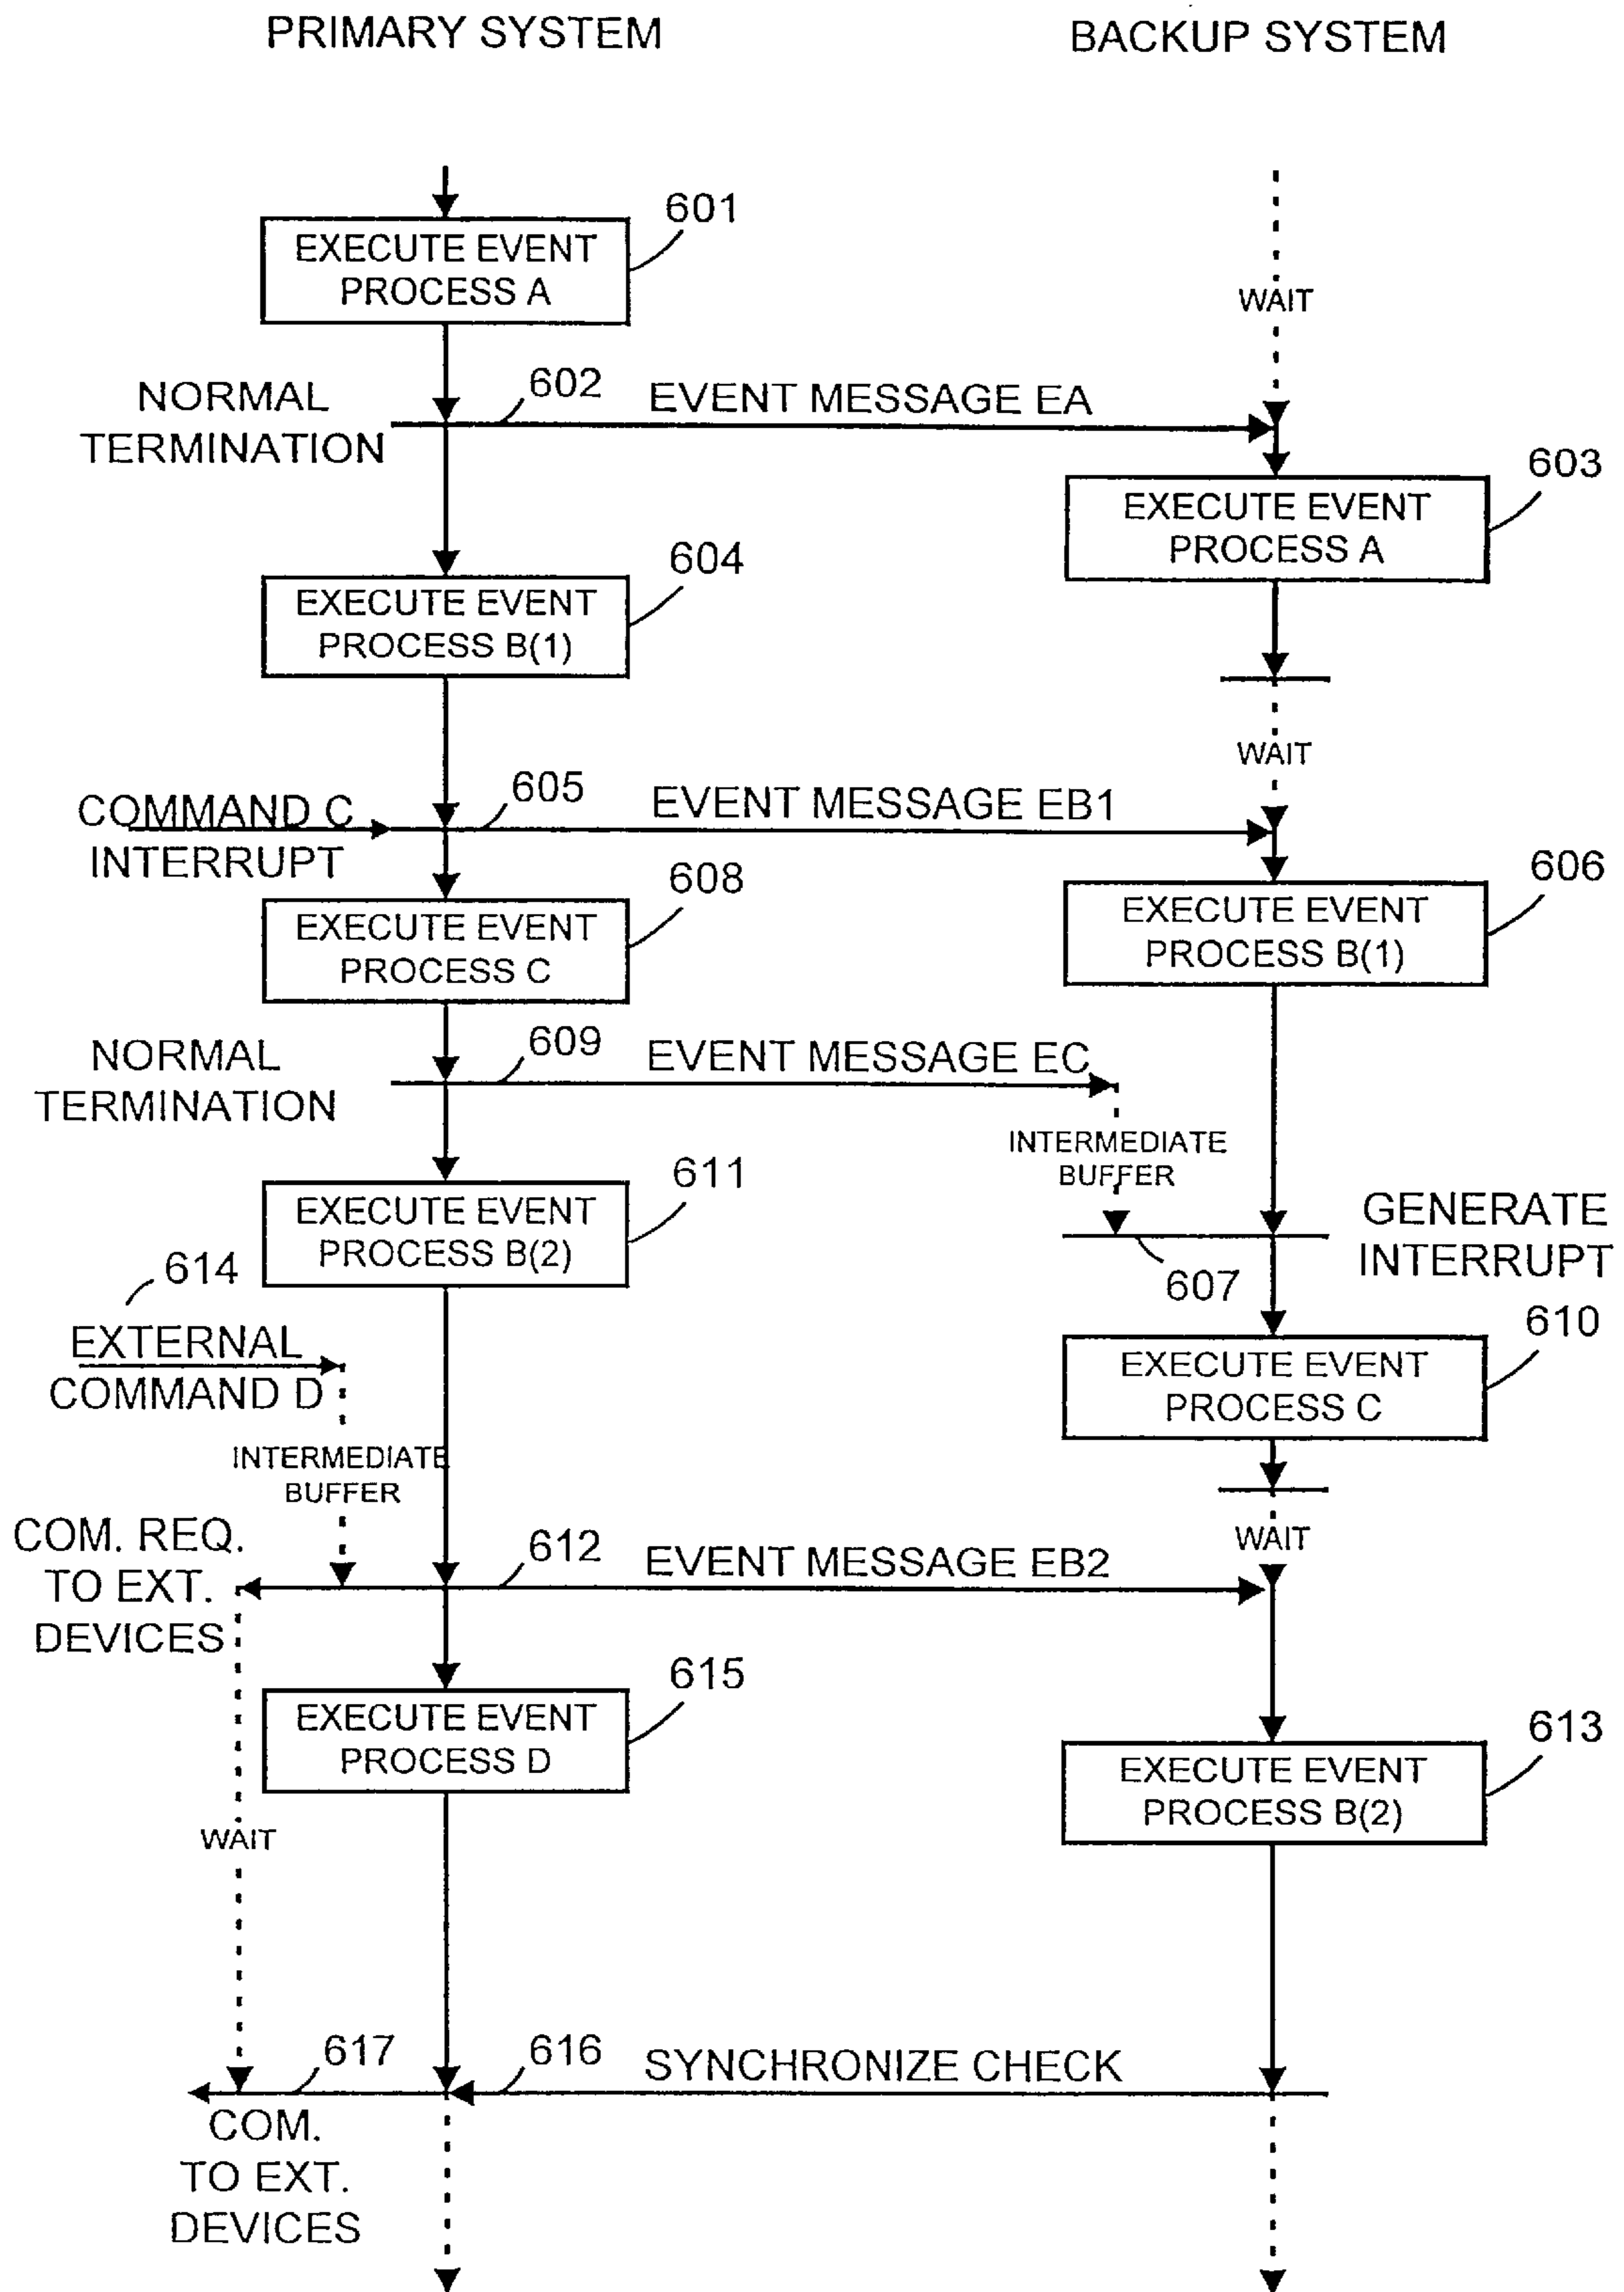 PRIMARY SYSTEM
BACKUP SYSTEM
601
EXECUTE EVENT
PROCESS A
WAIT
602
EVENT MESSAGE EA
NORMAL
TERMINATION
603
EXECUTE EVENT
PROCESS A
604
EXECUTE EVENT
PROCESS B(1)
WAIT
605
EVENT MESSAGE EB1
COMMAND C
INTERRUPT
606
EXECUTE EVENT
PROCESS B(1)
608
EXECUTE EVENT
PROCESS C
609
EVENT MESSAGE EC
NORMAL
TERMINATION
INTERMEDIATE
BUFFER
611
EXECUTE EVENT
PROCESS B(2)
GENERATE
INTERRUPT
607
614
EXTERNAL
COMMAND D
610
EXECUTE EVENT
PROCESS C
INTERMEDIATE
BUFFER
WAIT
COM. REQ.
TO EXT.
DEVICES
612
EVENT MESSAGE EB2
615
EXECUTE EVENT
PROCESS D
613
EXECUTE EVENT
PROCESS B(2)
WAIT
617
616
SYNCHRONIZE CHECK
COM.
TO EXT.
DEVICES